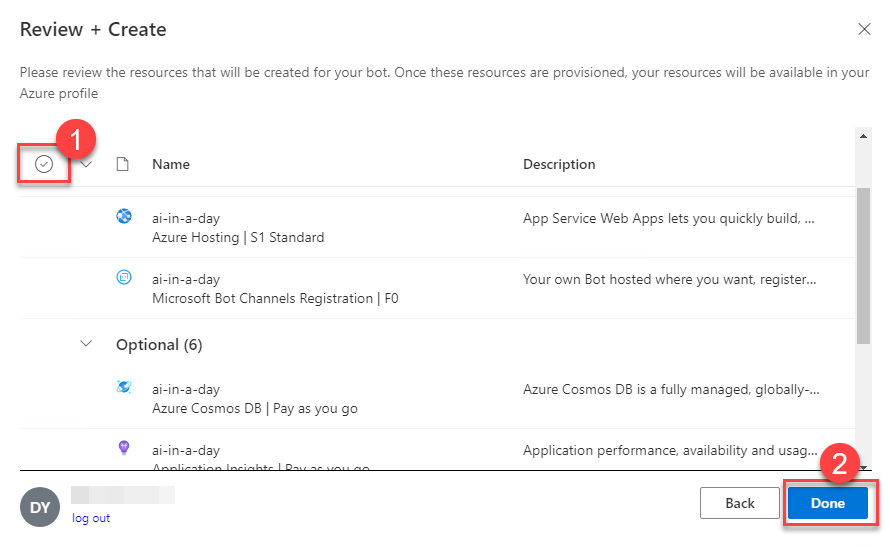 Review + Create
Please review the resources that will be created for your bot. Once these resources are provisioned, your resources will be available in your
Azure profile
1
Name Description
ai-in-a-day App Service Web Apps lets you quickly build, ...
Azure Hosting | S1 Standard
ai-in-a-day Your own Bot hosted where you want, register...
Microsoft Bot Channels Registration | F0
Optional (6)
ai-in-a-day Azure Cosmos DB is a fully managed, globally-...
Azure Cosmos DB | Pay as you go
ai-in-a-day Application performance, availability and usag...
Application Insights | Pay as you go
2
DY
Back Done
log out